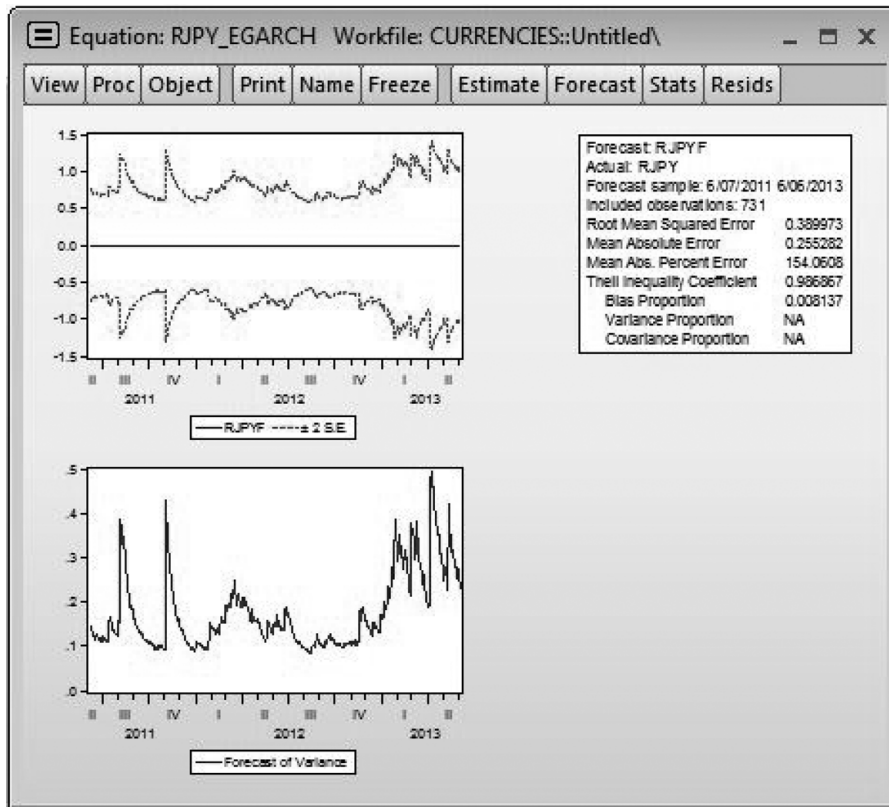 Equation: RJPY_EGARCH Workfile: CURRENCIES::Untitled\
View Proc Object Print Name Freeze Estimate Forecast Stats Resids
1.5
1.0
0.5
0.0
-0.5
-1.0
-1.5
II III IV I II III IV I II
2011 2012 2013
RJPYF ± 2 S.E.
Forecast: RJPYF
Actual: RJPY
Forecast sample: 6/07/2011 6/06/2013
Included observations: 731
Root Mean Squared Error 0.389973
Mean Absolute Error 0.255282
Mean Abs. Percent Error 154.0608
Theil Inequality Coefficient 0.986867
Bias Proportion 0.008137
Variance Proportion NA
Covariance Proportion NA
.5
.4
.3
.2
.1
.0
II III IV I II III IV I II
2011 2012 2013
Forecast of Variance